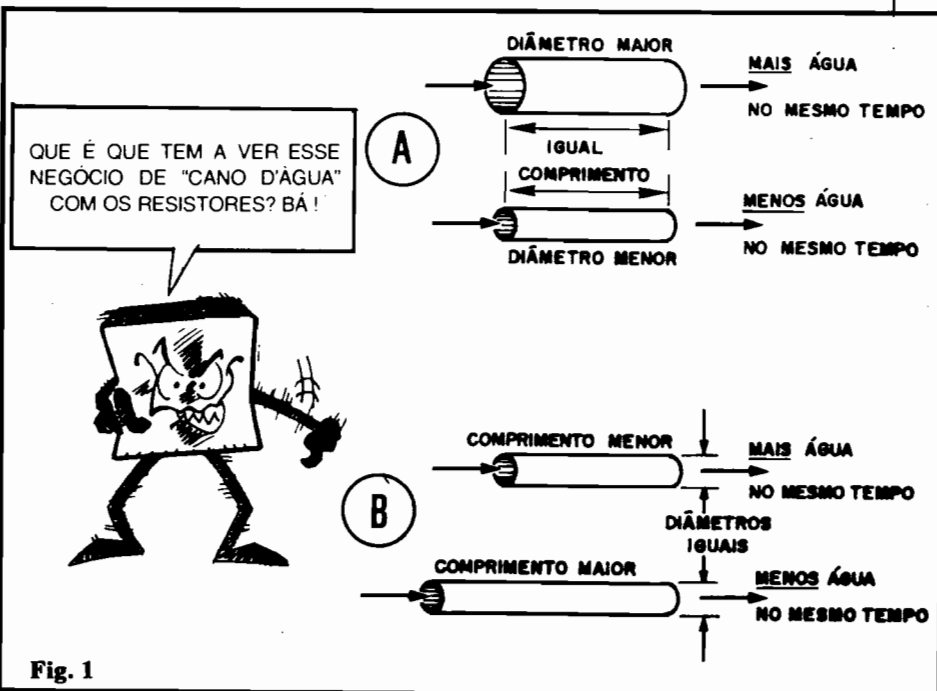 DIÂMETRO MAIOR
MAIS ÁGUA
NO MESMO TEMPO
QUE É QUE TEM A VER ESSE
NEGÓCIO DE "CANO D'ÀGUA"
COM OS RESISTORES? BÁ !
A
IGUAL
COMPRIMENTO
MENOS ÁGUA
NO MESMO TEMPO
DIÂMETRO MENOR
COMPRIMENTO MENOR
MAIS ÁGUA
NO MESMO TEMPO
B
DIÂMETROS
IGUAIS
COMPRIMENTO MAIOR
MENOS ÁGUA
NO MESMO TEMPO
Fig. 1